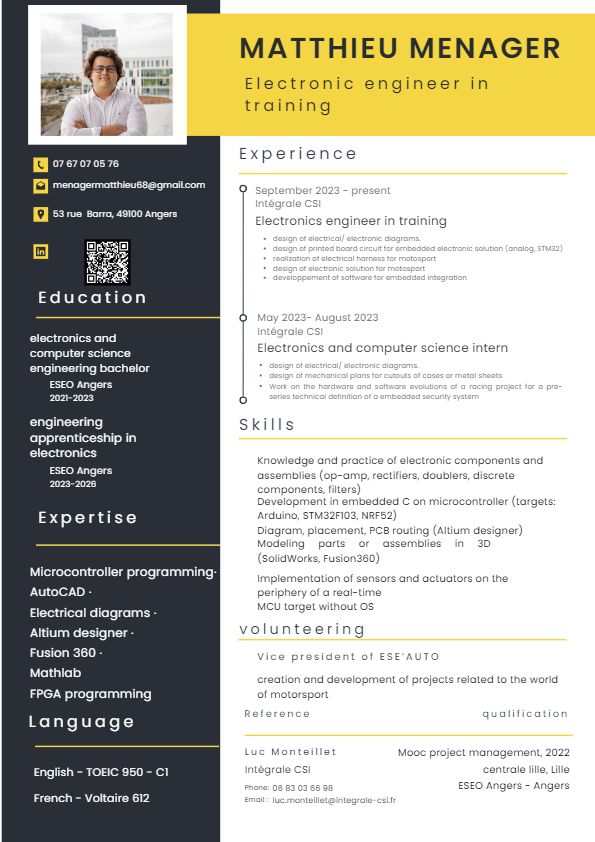 MATTHIEU MENAGER
Electronic engineer in
training
07 67 07 05 76
menagermatthieu68@gmail.com
53 rue Barra, 49100 Angers
in
Education
electronics and
computer science
engineering bachelor
ESEO Angers
2021-2023
engineering
apprenticeship in
electronics
ESEO Angers
2023-2026
Expertise
Microcontroller programming·
AutoCAD ·
Electrical diagrams ·
Altium designer ·
Fusion 360 ·
Mathlab
FPGA programming
Language
English - TOEIC 950 - C1
French - Voltaire 612
Experience
September 2023 - present
Intégrale CSI
Electronics engineer in training
• design of electrical/ electronic diagrams.
• design of printed board circuit for embedded electronic solution (analog, STM32)
• realization of electrical harness for motosport
• design of electronic solution for motosport
• developpement of software for embedded integration
May 2023- August 2023
Intégrale CSI
Electronics and computer science intern
• design of electrical/ electronic diagrams.
• design of mechanical plans for cutouts of cases or metal sheets
• Work on the hardware and software evolutions of a racing project for a pre-
series technical definition of a embedded security system
Skills
Knowledge and practice of electronic components and
assemblies (op-amp, rectifiers, doublers, discrete
components, filters)
Development in embedded C on microcontroller (targets:
Arduino, STM32F103, NRF52)
Diagram, placement, PCB routing (Altium designer)
Modeling parts or assemblies in 3D
(SolidWorks, Fusion360)
Implementation of sensors and actuators on the
periphery of a real-time
MCU target without OS
volunteering
Vice president of ESE'AUTO
creation and development of projects related to the world
of motorsport
Reference
Luc Monteillet
Intégrale CSI
Phone: 06 83 03 66 98
Email : luc.monteillet@integrale-csi.fr
qualification
Mooc project management, 2022
centrale lille, Lille
ESEO Angers - Angers